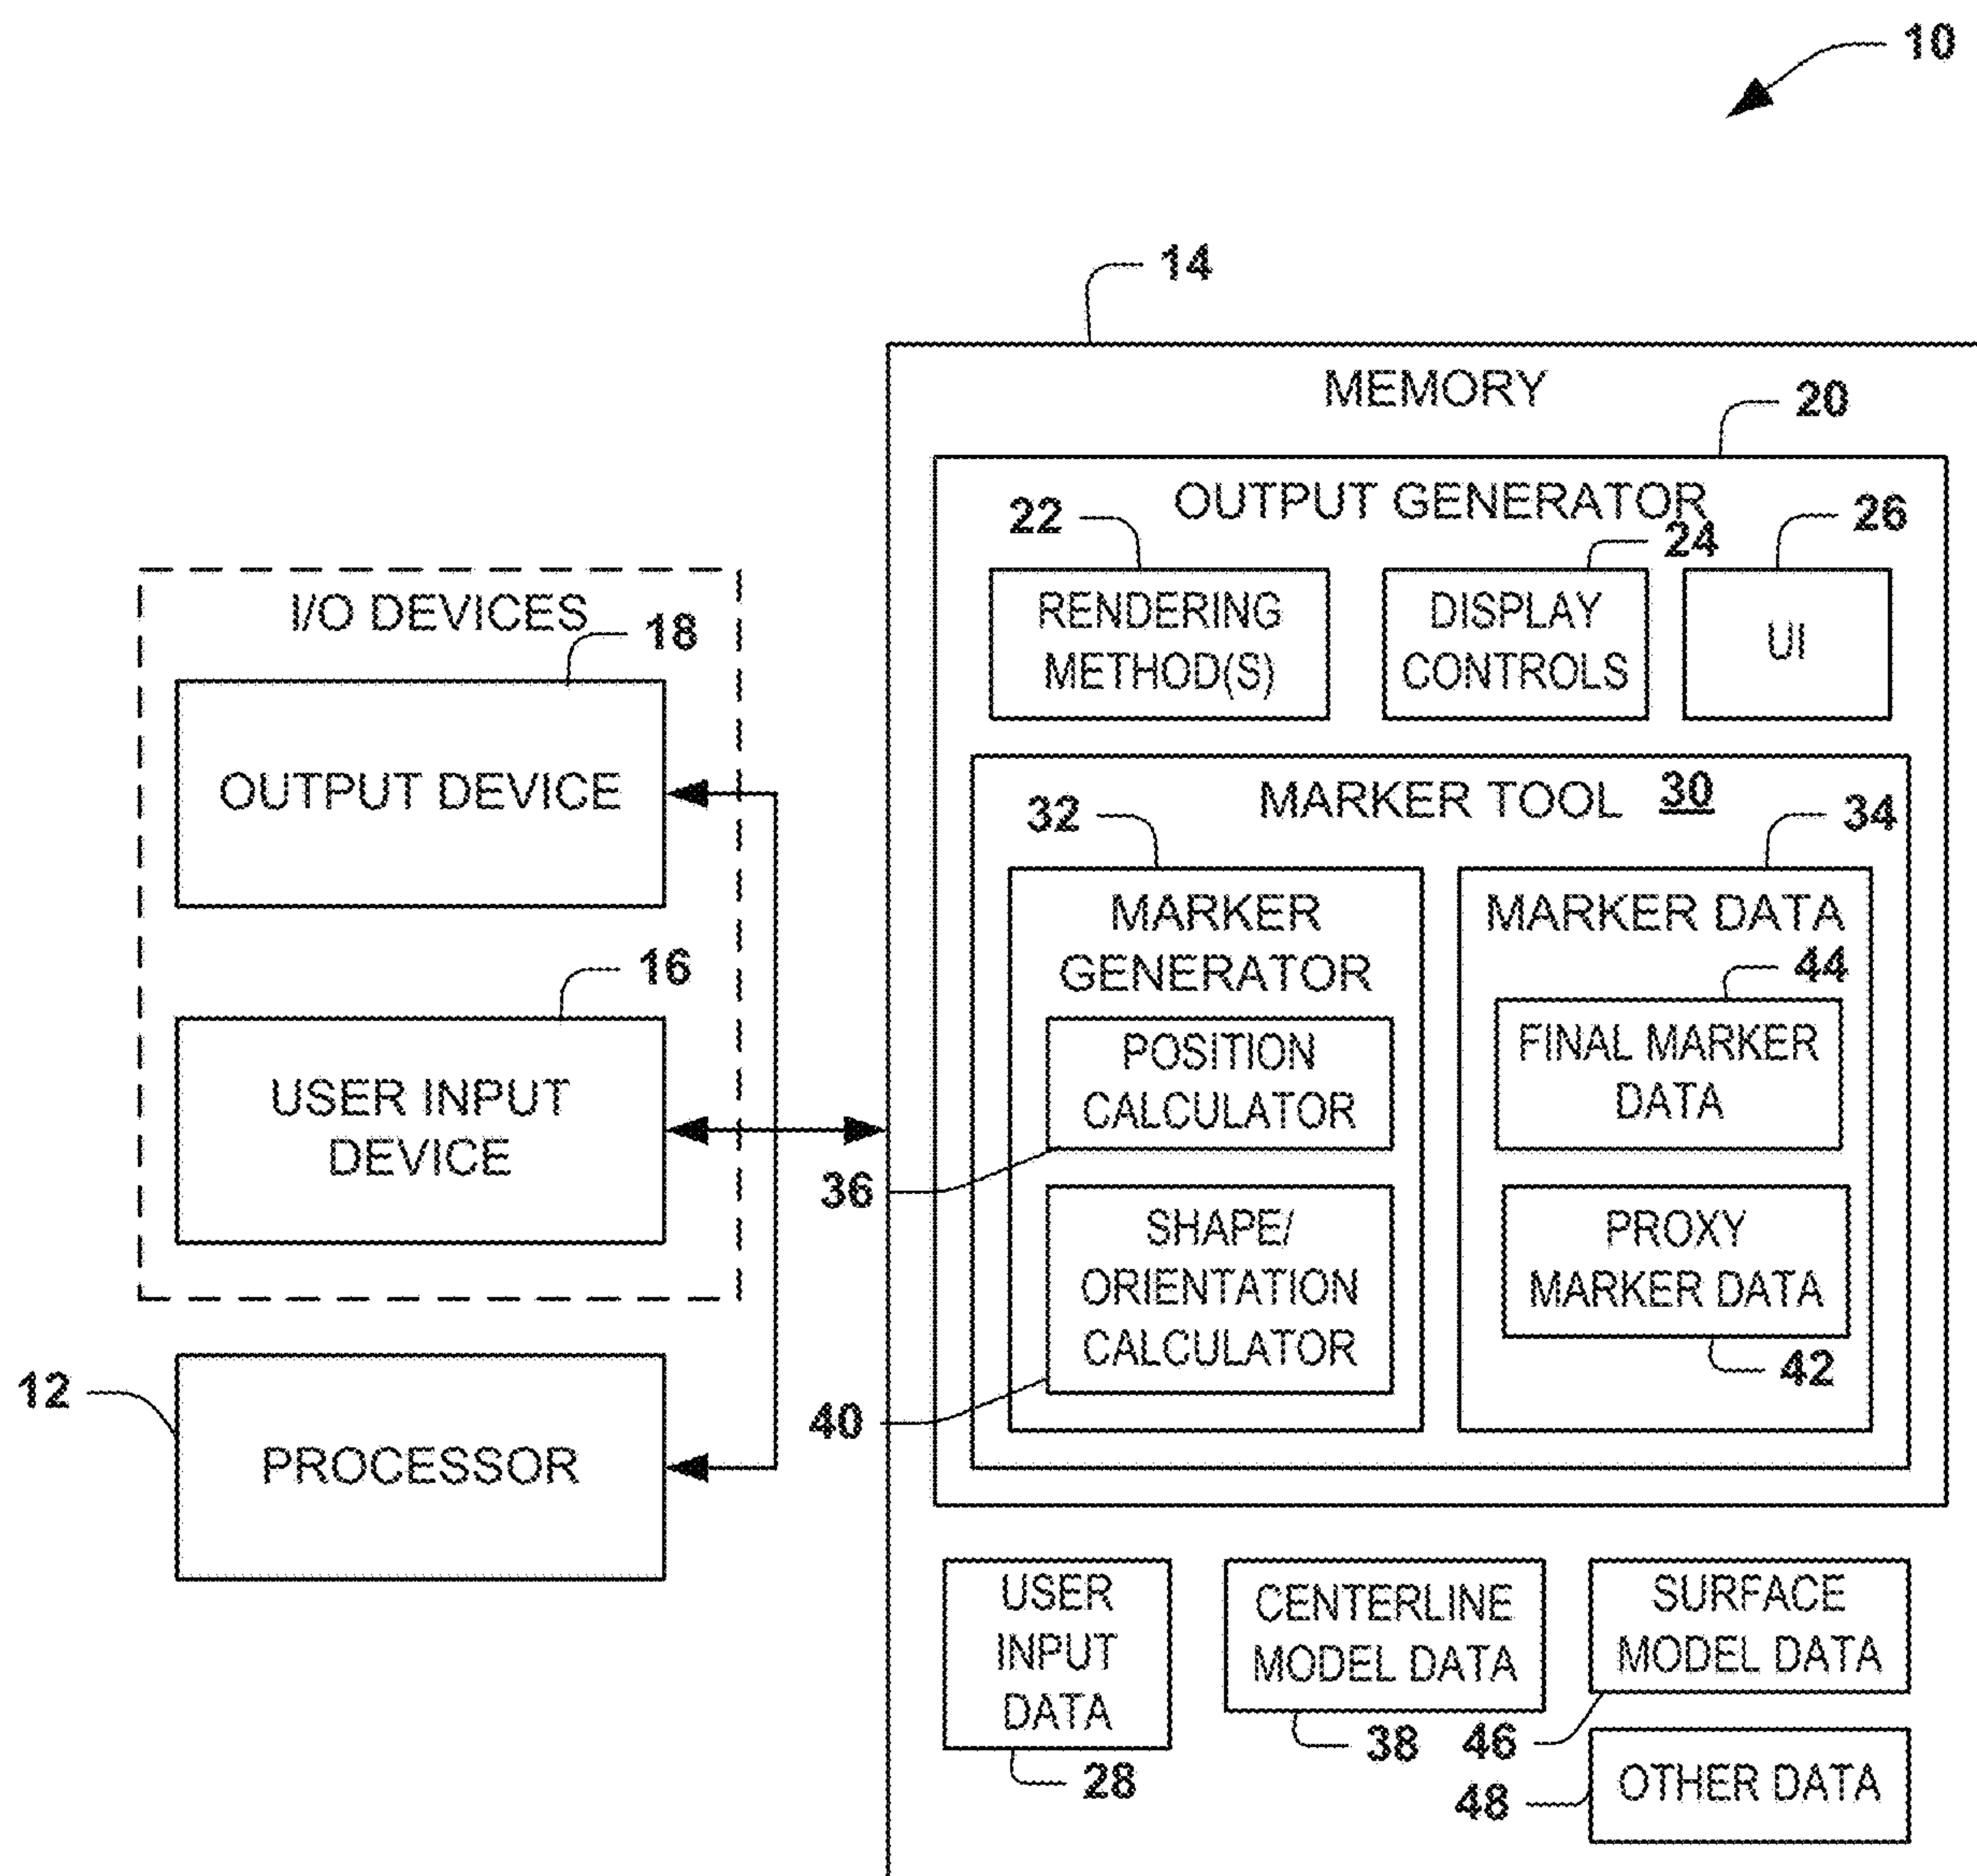 10
14
MEMORY
20
OUTPUT GENERATOR
22
24
26
RENDERING
METHOD(S)
DISPLAY
CONTROLS
UI
I/O DEVICES
18
OUTPUT DEVICE
16
USER INPUT
DEVICE
12
PROCESSOR
MARKER TOOL 30
32
34
MARKER
GENERATOR
POSITION
CALCULATOR
36
SHAPE/
ORIENTATION
CALCULATOR
40
MARKER DATA
44
FINAL MARKER
DATA
PROXY
MARKER DATA
42
USER
INPUT
DATA
28
CENTERLINE
MODEL DATA
38
SURFACE
MODEL DATA
46
OTHER DATA
48